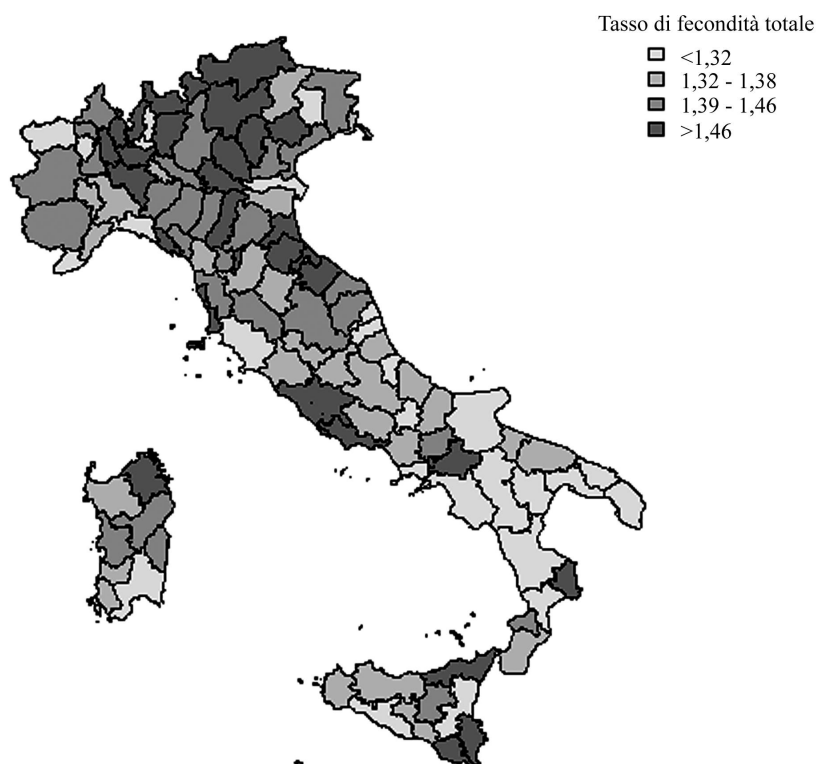 Tasso di fecondità totale
<1,32
1,32 - 1,38
1,39 - 1,46
>1,46